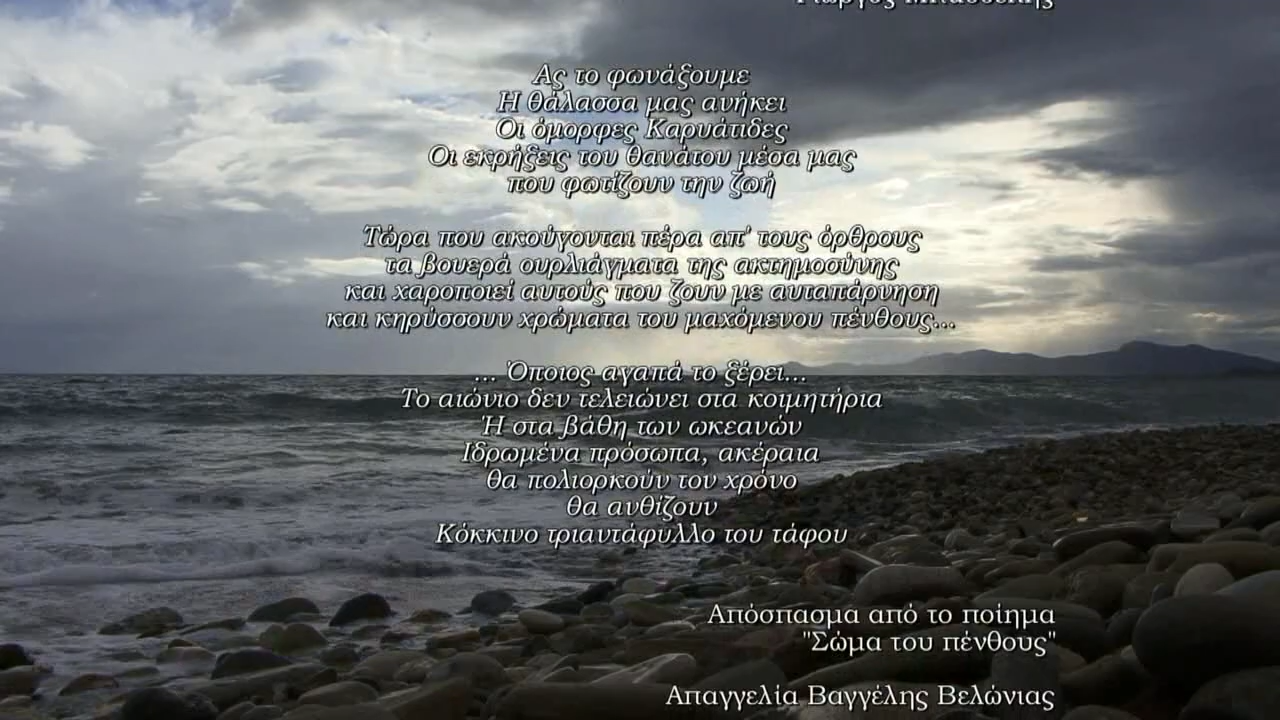 Ας το φωνάξουμε
Η θάλασσα μας ανήκει
Οι όμορφες Καρυάτιδες
Οι εκρήξεις του θανάτου μέσα μας
που φωτίζουν την ζωή
Τώρα που ακούγονται πέρα απ' τους όρθρους
τα βουερά ουρλιάγματα της ακτημοσύνης
και χαροποιεί αυτούς που ζουν με αυταπάρνηση
και κηρύσσουν χρώματα του μαχόμενου πένθους...
... Όποιος αγαπά το ξέρει...
Το αιώνιο δεν τελειώνει στα κοιμητήρια
Ή στα βάθη των ωκεανών
Ιδρωμένα πρόσωπα, ακέραια
θα πολιορκούν τον χρόνο
θα ανθίζουν
Κόκκινο τριαντάφυλλο του τάφου
Απόσπασμα από το ποίημα
"Σώμα του πένθους"
Απαγγελία Βαγγέλης Βελώνιας